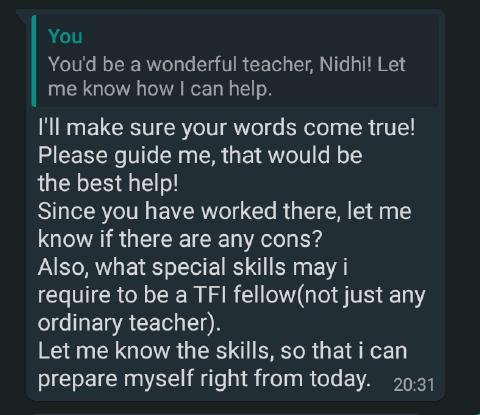 You
You'd be a wonderful teacher, Nidhi! Let
me know how I can help.
I'll make sure your words come true!
Please guide me, that would be
the best help!
Since you have worked there, let me
know if there are any cons?
Also, what special skills may i
require to be a TFI fellow(not just any
ordinary teacher).
Let me know the skills, so that i can
prepare myself right from today. 20:31